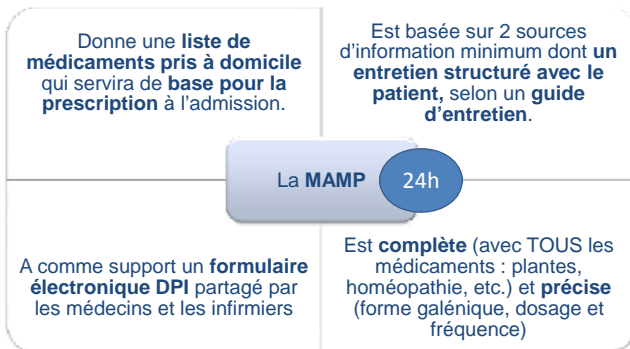 Donne une liste de
médicaments pris à domicile
qui servira de base pour la
prescription à l'admission.
Est basée sur 2 sources
d'information minimum dont un
entretien structuré avec le
patient, selon un guide
d'entretien.
La MAMP
24h
A comme support un formulaire
électronique DPI partagé par
les médecins et les infirmiers
Est complète (avec TOUS les
médicaments : plantes,
homéopathie, etc.) et précise
(forme galénique, dosage et
fréquence)